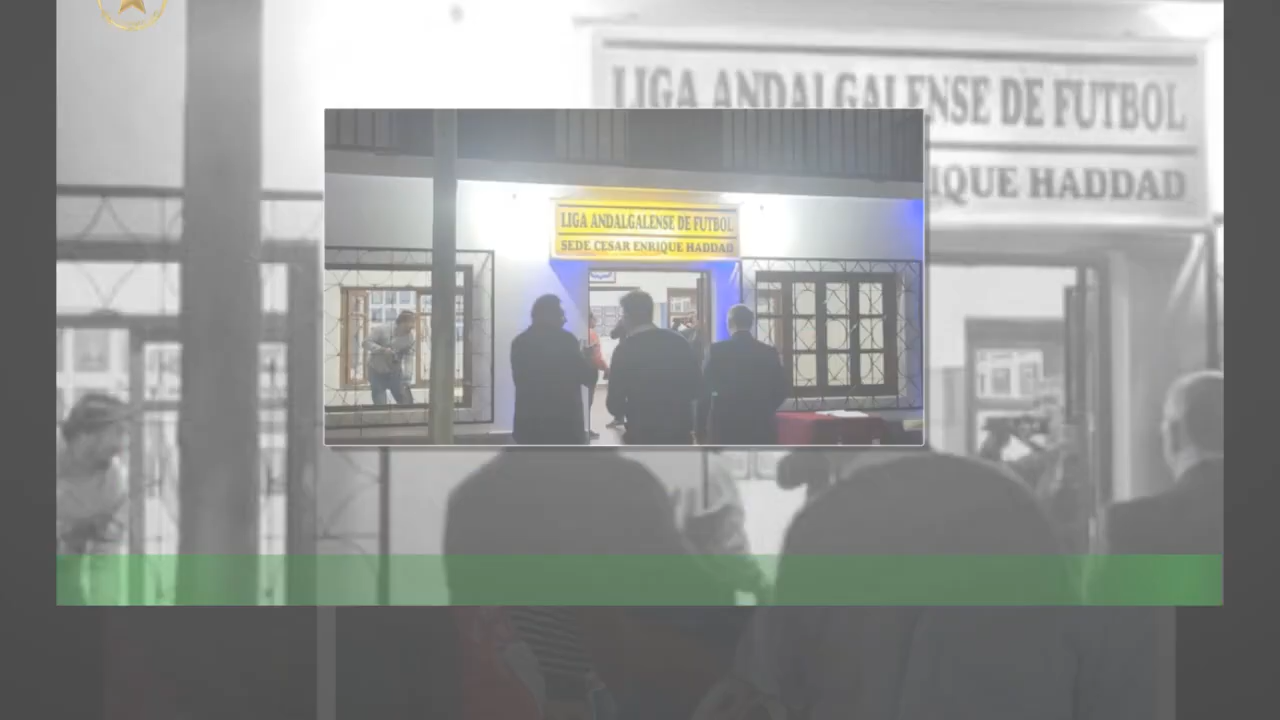 LIGA ANDALGALENSE DE FUTBOL
IQUE HADDAD
LIGA ANDALGALENSE DE FUTBOL
SEDE CESAR ENRIQUE HADDAD